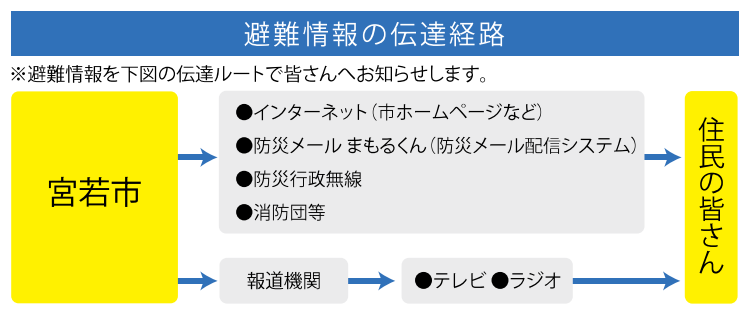 避難情報の伝達経路
※避難情報を下図の伝達ルートで皆さんへお知らせします。
宮若市
●インターネット（市ホームページなど）
●防災メール まもるくん（防災メール配信システム）
●防災行政無線
●消防団等
報道機関
●テレビ ●ラジオ
住民の皆さん